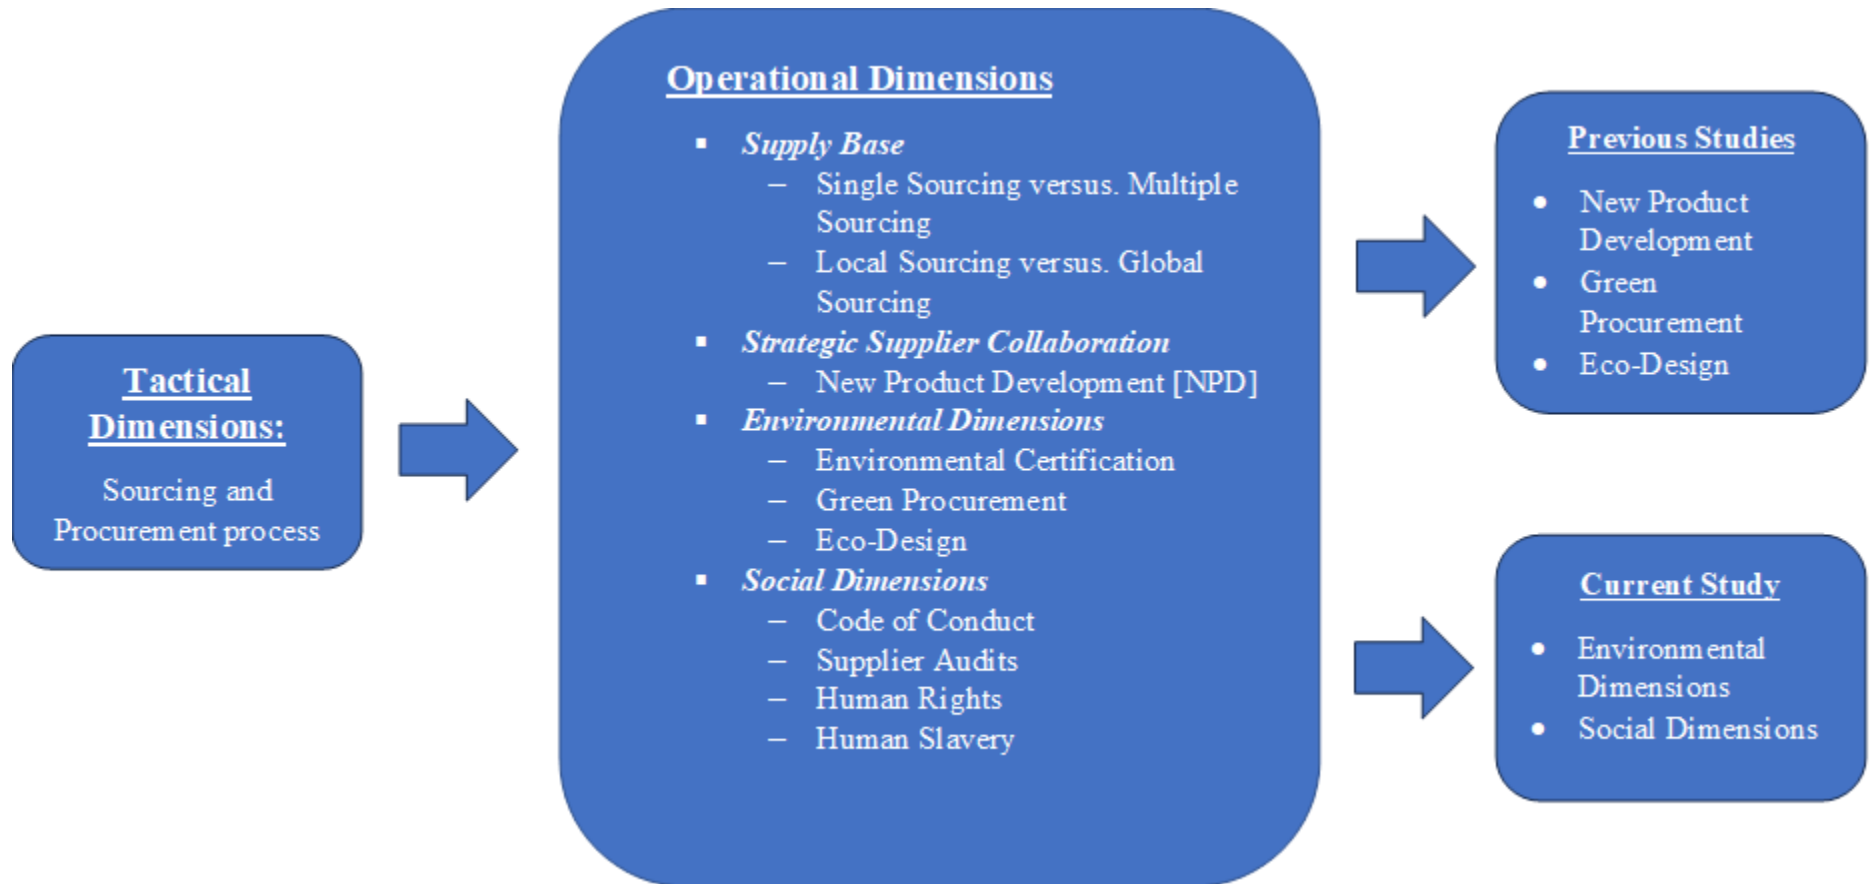 Tactical
Dimensions:
Sourcing and
Procurement process
Operational Dimensions
▪ Supply Base
– Single Sourcing versus. Multiple
Sourcing
– Local Sourcing versus. Global
Sourcing
▪ Strategic Supplier Collaboration
– New Product Development [NPD]
▪ Environmental Dimensions
– Environmental Certification
– Green Procurement
– Eco-Design
▪ Social Dimensions
– Code of Conduct
– Supplier Audits
– Human Rights
– Human Slavery
Previous Studies
● New Product
Development
● Green
Procurement
● Eco-Design
Current Study
● Environmental
Dimensions
● Social Dimensions